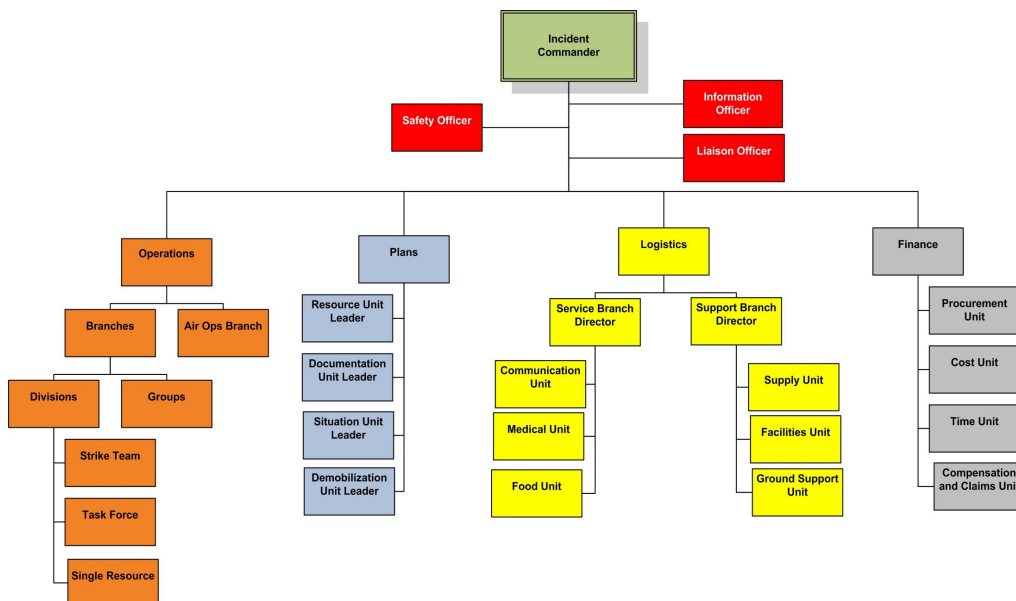 Incident
Commander
Information
Officer
Safety Officer
Liaison Officer
Operations
Plans
Logistics
Finance
Branches
Air Ops Branch
Divisions
Groups
Strike Team
Task Force
Single Resource
Resource Unit
Leader
Documentation
Unit Leader
Situation Unit
Leader
Demobilization
Unit Leader
Service Branch
Director
Support Branch
Director
Communication
Unit
Medical Unit
Food Unit
Supply Unit
Facilities Unit
Ground Support
Unit
Procurement
Unit
Cost Unit
Time Unit
Compensation
and Claims Unit